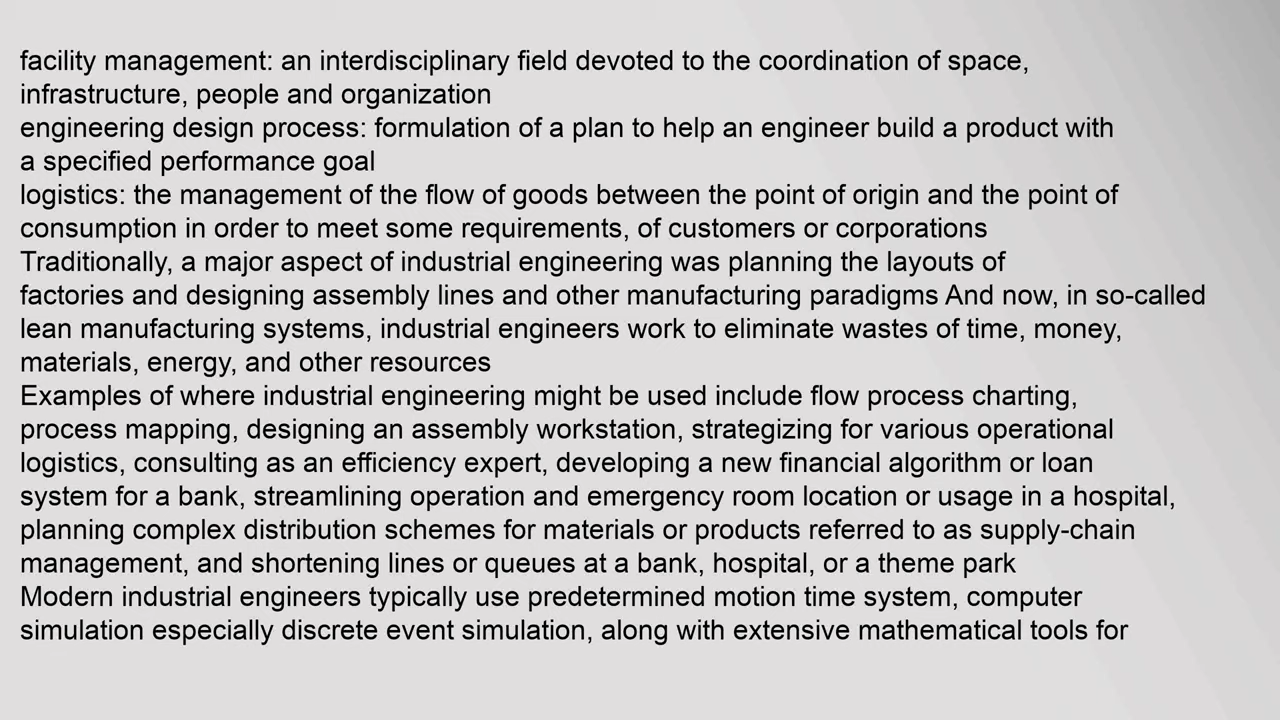 facility management: an interdisciplinary field devoted to the coordination of space,
infrastructure, people and organization
engineering design process: formulation of a plan to help an engineer build a product with
a specified performance goal
logistics: the management of the flow of goods between the point of origin and the point of
consumption in order to meet some requirements, of customers or corporations
Traditionally, a major aspect of industrial engineering was planning the layouts of
factories and designing assembly lines and other manufacturing paradigms And now, in so-called
lean manufacturing systems, industrial engineers work to eliminate wastes of time, money,
materials, energy, and other resources
Examples of where industrial engineering might be used include flow process charting,
process mapping, designing an assembly workstation, strategizing for various operational
logistics, consulting as an efficiency expert, developing a new financial algorithm or loan
system for a bank, streamlining operation and emergency room location or usage in a hospital,
planning complex distribution schemes for materials or products referred to as supply-chain
management, and shortening lines or queues at a bank, hospital, or a theme park
Modern industrial engineers typically use predetermined motion time system, computer
simulation especially discrete event simulation, along with extensive mathematical tools for